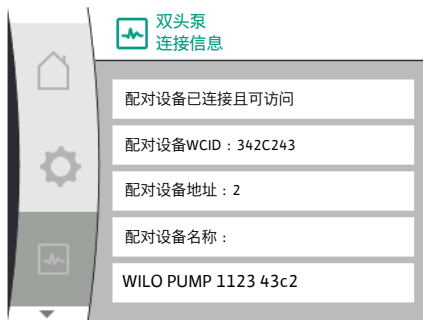 双头泵
连接信息
配对设备已连接且可访问
配对设备WCID：342C243
配对设备地址：2
配对设备名称：
WILO PUMP 1123 43c2